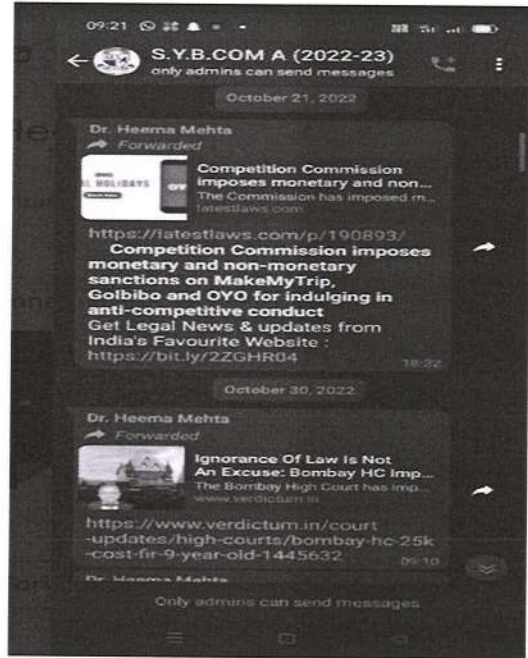 09:21
S.Y.B.COM A (2022-23)
only admins can send messages
October 21, 2022
Dr. Heema Mehta
Forwarded
Competition Commission
imposes monetary and non...
The Commission has imposed m...
latestlaws.com
https://latestlaws.com/p/190893/
Competition Commission imposes
monetary and non-monetary
sanctions on MakeMyTrip,
GoIbibo and OYO for indulging in
anti-competitive conduct
Get Legal News & updates from
India's Favourite Website :
https://bit.ly/2ZGHR04
18:32
October 30, 2022
Dr. Heema Mehta
Forwarded
Ignorance Of Law Is Not
An Excuse: Bombay HC Imp...
The Bombay High Court has Imp...
www.verdictum.in
https://www.verdictum.in/court
-updates/high-courts/bombay-hc-25k
-cost-fir-9-year-old-1445632
09:10
Dr. Heema Mehta
Only admins can send messages